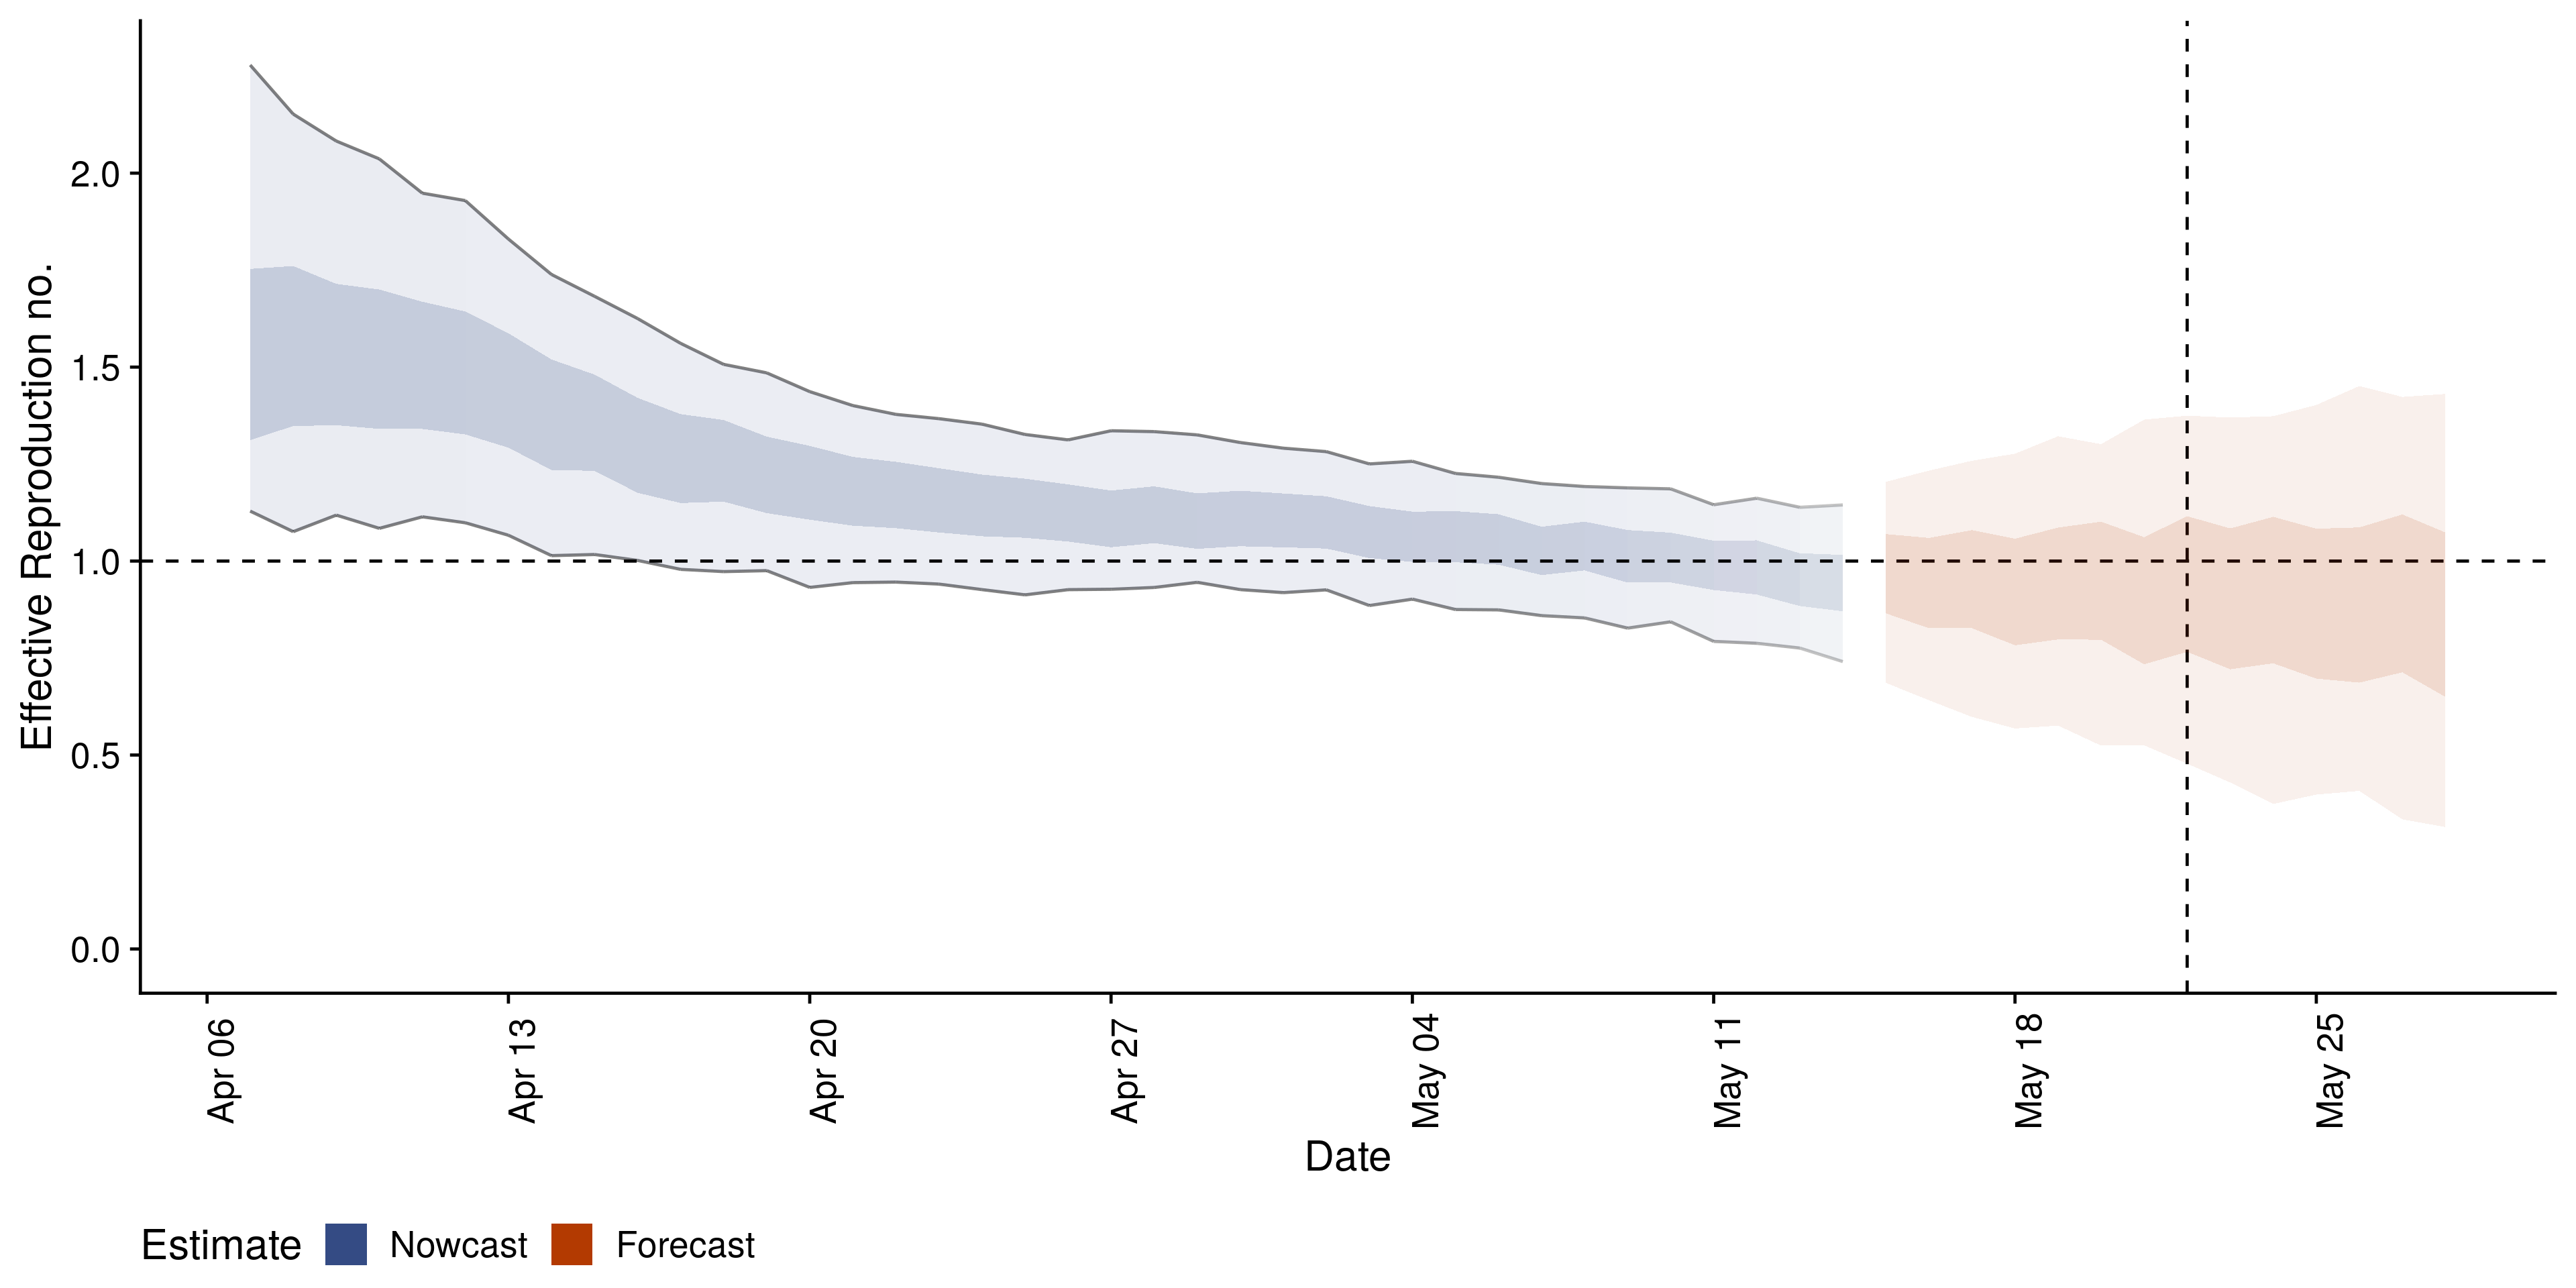 Effective Reproduction no.
2.0
1.5
1.0
0.5
0.0
Apr 06
Apr 13
Apr 20
Apr 27
May 04
May 11
May 18
May 25
Date
Estimate Nowcast Forecast